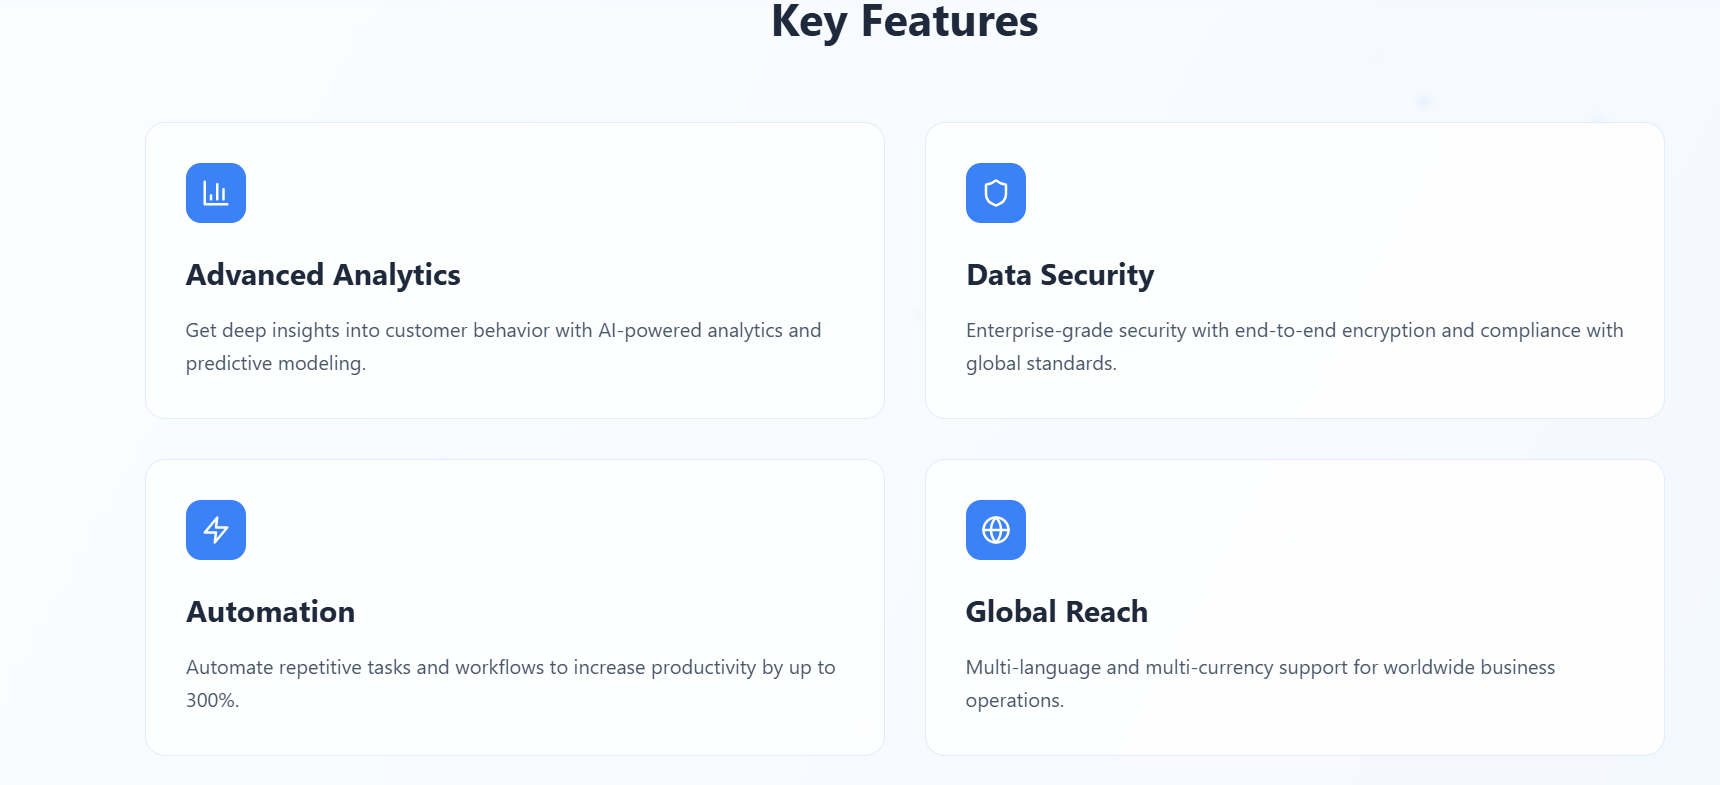 Key Features
Advanced Analytics
Get deep insights into customer behavior with AI-powered analytics and
predictive modeling.
Data Security
Enterprise-grade security with end-to-end encryption and compliance with
global standards.
Automation
Automate repetitive tasks and workflows to increase productivity by up to
300%.
Global Reach
Multi-language and multi-currency support for worldwide business
operations.